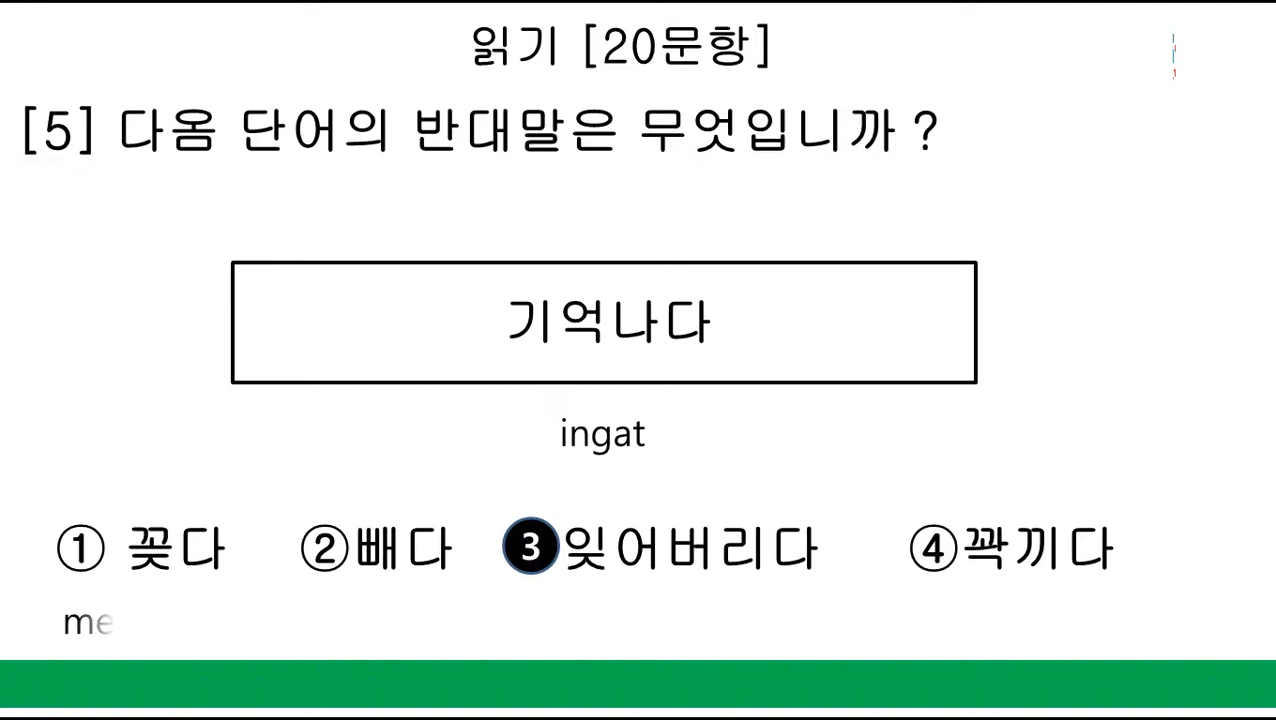 읽기 [20문항]
[5] 다옴 단어의 반대말은 무엇입니까?
기억나다
ingat
① 꽂다 ②빼다 ❸잊어버리다 ④꽉끼다
me